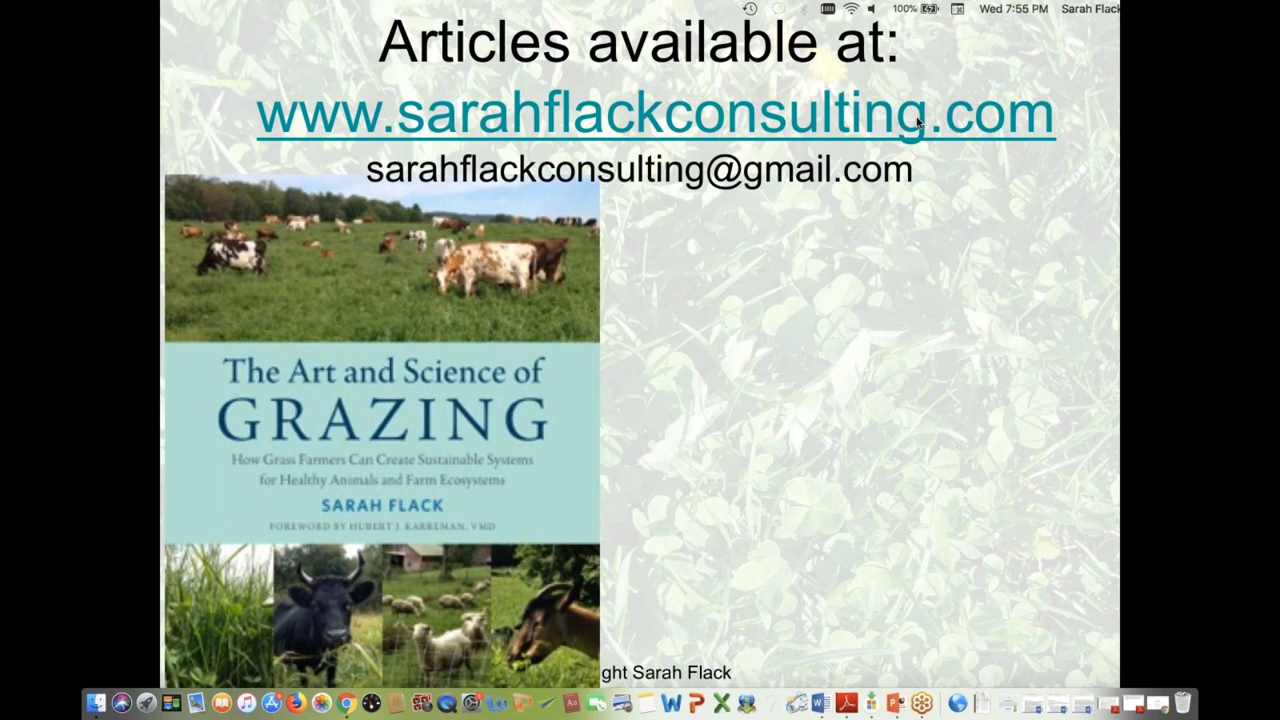 100% Wed 7:55 PM Sarah Flack
Articles available at:
www.sarahflackconsulting.com
sarahflackconsulting@gmail.com
The Art and Science of
GRAZING
How Grass Farmers Can Create Sustainable Systems
for Healthy Animals and Farm Ecosystems
SARAH FLACK
FOREWORD BY HUBERT J. KARREMAN, VMD
ght Sarah Flack